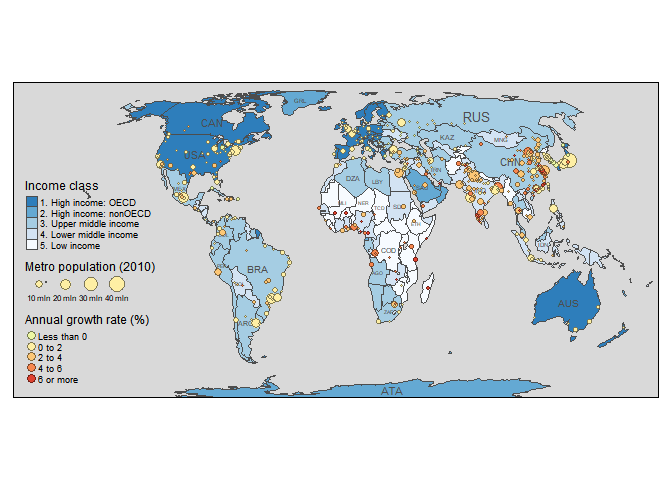 GRL
CAN
RUS
KAZ
USA
MNG
CHN
DZA
LBY
MLI
NER
TCD
SDN
COD
BRA
AGO
ZAF
ARG
AUS
ATA
Income class
1. High income: OECD
2. High income: nonOECD
3. Upper middle income
4. Lower middle income
5. Low income
Metro population (2010)
10 mln 20 mln 30 mln 40 mln
Annual growth rate (%)
Less than 0
0 to 2
2 to 4
4 to 6
6 or more